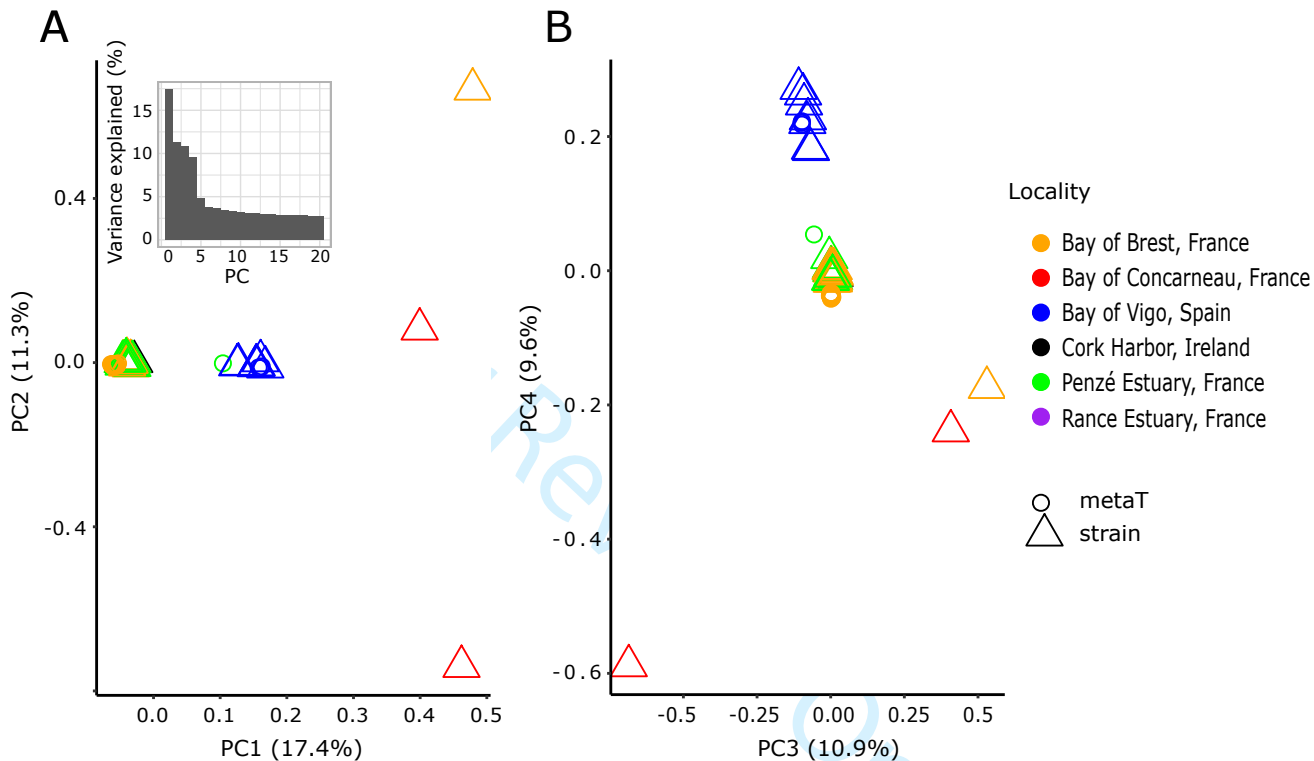 A
B
Variance explained (%)
15
10
5
0
0 5 10 15 20
PC
PC2 (11.3%)
0.4
0.0
-0.4
0.0 0.1 0.2 0.3 0.4 0.5
PC1 (17.4%)
PC4 (9.6%)
0.2
0.0
-0.2
-0.4
-0.6
-0.5 -0.25 0.00 0.25 0.5
PC3 (10.9%)
Locality
Bay of Brest, France
Bay of Concarneau, France
Bay of Vigo, Spain
Cork Harbor, Ireland
Penzé Estuary, France
Rance Estuary, France
metaT
strain